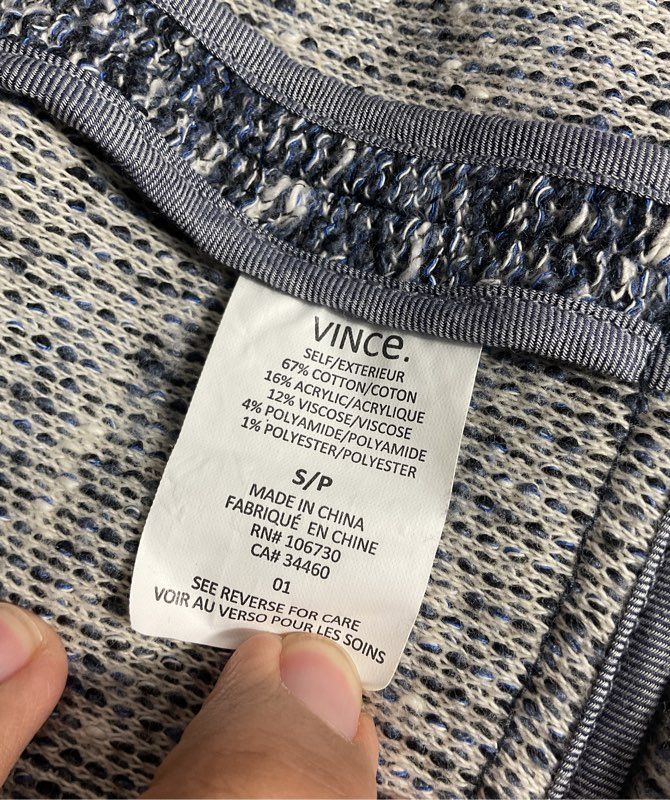 VINCe.
SELF/EXTERIEUR
67% COTTON/COTON
16% ACRYLIC/ACRYLIQUE
12% VISCOSE/VISCOSE
4% POLYAMIDE/POLYAMIDE
1% POLYESTER/POLYESTER
S/P
MADE IN CHINA
FABRIQUÉ EN CHINE
RN# 106730
CA# 34460
01
SEE REVERSE FOR CARE
VOIR AU VERSO POUR LES SOINS